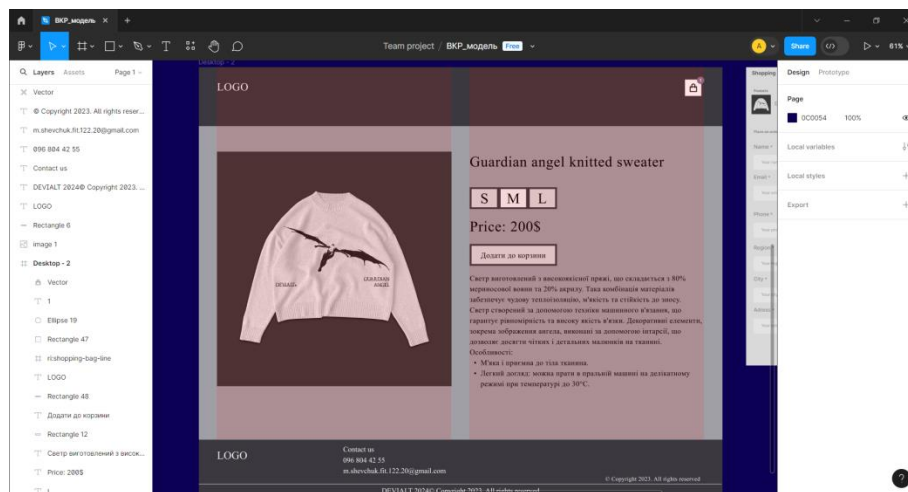 ВКР_модель
Team project / ВКР_модель Free
A
Share
61%
Layers Assets Page 1
Vector
© Copyright 2023. All rights reser...
m.shevchuk.fit.122.20@gmail.com
096 804 42 55
Contact us
DEVIALT 2024© Copyright 2023. ...
LOGO
Rectangle 6
image 1
Desktop - 2
Vector
1
Ellipse 19
Rectangle 47
ri:shopping-bag-line
LOGO
Rectangle 48
Додати до корзини
Rectangle 12
Светр виготовлений з висок...
Price: 200$
L
Desktop - 2
LOGO
GUARDIAN
ANGEL
Guardian angel knitted sweater
S M L
Price: 200$
Додати до корзини
Светр виготовлений з високоякісної пряжі, що складається з 80%
мериносової вовни та 20% акрилу. Така комбінація матеріалів
забезпечує чудову теплоізоляцію, м'якість та стійкість до зносу.
Светр створений за допомогою техніки машинного в'язання, що
гарантує рівномірність та високу якість в'язки. Декоративні елементи,
зокрема зображення ангела, виконані за допомогою інтарсії, що
дозволяє досягти чітких і детальних малюнків на тканині.
Особливості:
• М'яка і приємна до тіла тканина.
• Легкий догляд: можна прати в пральній машині на делікатному
режимі при температурі до 30°C.
LOGO
Contact us
096 804 42 55
m.shevchuk.fit.122.20@gmail.com
© Copyright 2023. All rights reserved
DEVIALT 2024© Copyright 2023. All rights reserved
Shopping
Name *
Email *
Phone *
Region
City *
Design Prototype
Page
0C0054 100%
Local variables
Local styles
Export
?